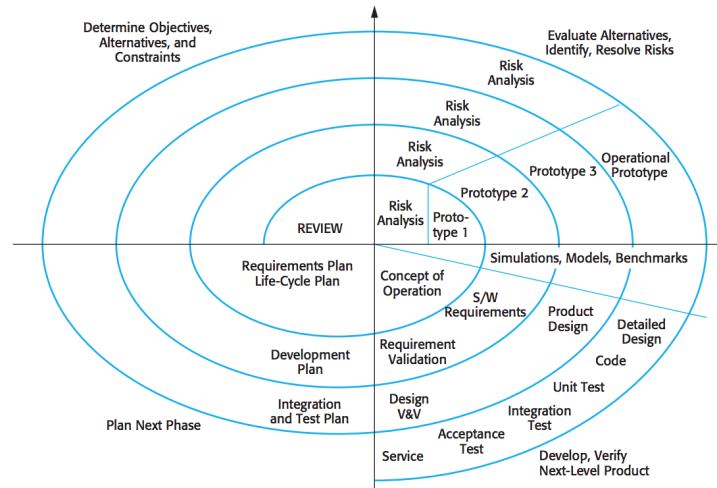 Determine Objectives,
Alternatives, and
Constraints
Evaluate Alternatives,
Identify, Resolve Risks
Risk
Analysis
Risk
Analysis
Risk
Analysis
Risk
Analysis
Proto-
type 1
Prototype 2
Prototype 3
Operational
Prototype
REVIEW
Requirements Plan
Life-Cycle Plan
Concept of
Operation
Simulations, Models, Benchmarks
S/W
Requirements
Product
Design
Detailed
Design
Development
Plan
Requirement
Validation
Code
Unit Test
Integration
and Test Plan
Design
V&V
Integration
Test
Plan Next Phase
Acceptance
Test
Service
Develop, Verify
Next-Level Product